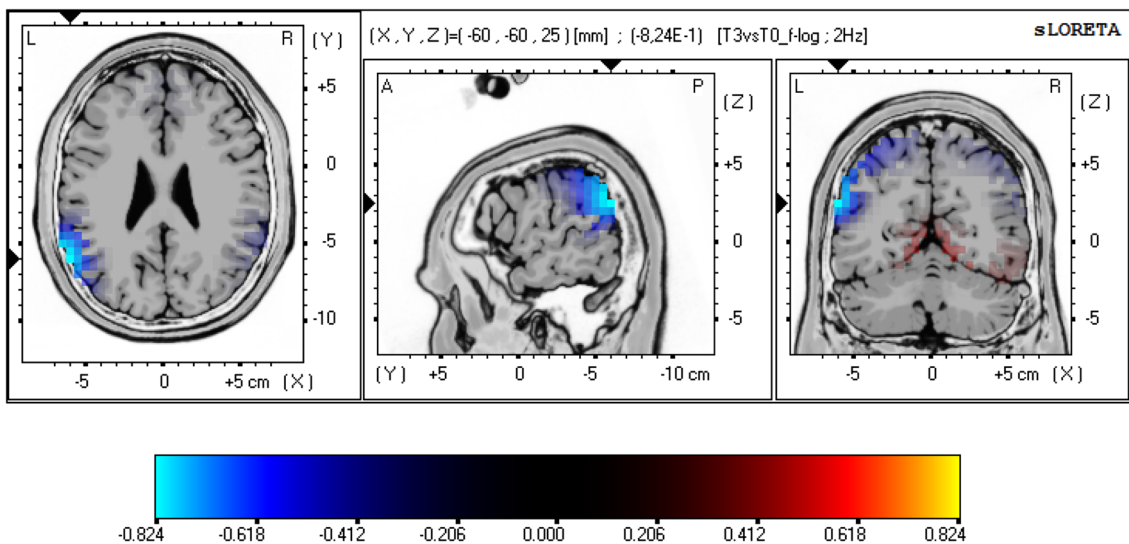 (X, Y, Z)=(-60, -60, 25) [mm] ; (-8,24E-1) [T3vsT0_f-log ; 2Hz]
sLORETA
L R (Y)
+5
0
-5
-10
-5 0 +5 cm (X)
A P (Z)
+5
0
-5
(Y) +5 0 -5 -10 cm
L R (Z)
+5
0
-5
-5 0 +5 cm (X)
-0.824 -0.618 -0.412 -0.206 0.000 0.206 0.412 0.618 0.824